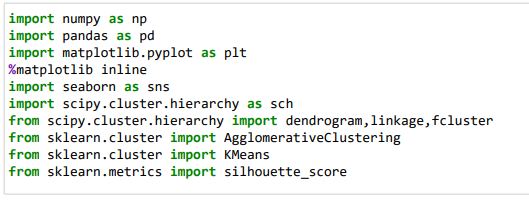 import numpy as np
import pandas as pd
import matplotlib.pyplot as plt
%matplotlib inline
import seaborn as sns
import scipy.cluster.hierarchy as sch
from scipy.cluster.hierarchy import dendrogram,linkage,fcluster
from sklearn.cluster import AgglomerativeClustering
from sklearn.cluster import KMeans
from sklearn.metrics import silhouette_score